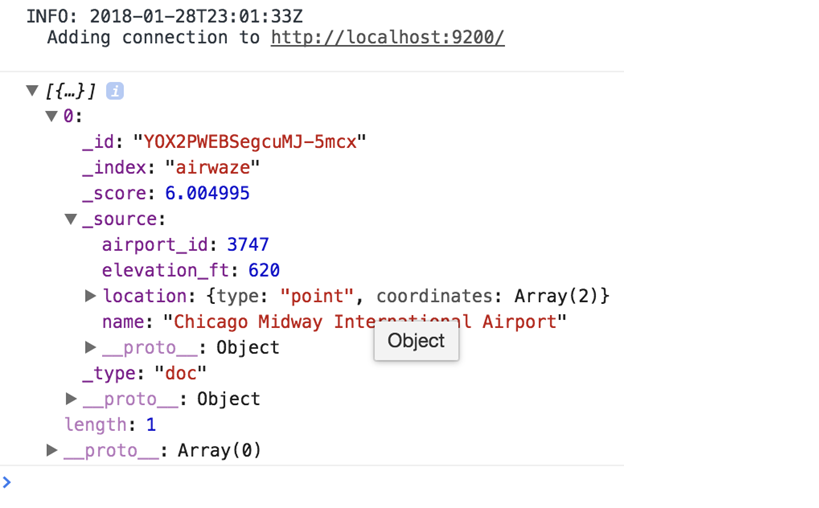 INFO: 2018-01-28T23:01:33Z
Adding connection to http://localhost:9200/
▼ [{…}] i
▼ 0:
_id: "YOX2PWEBSegcuMJ-5mcx"
_index: "airwaze"
_score: 6.004995
▼ _source:
airport_id: 3747
elevation_ft: 620
▶ location: {type: "point", coordinates: Array(2)}
name: "Chicago Midway International Airport"
Object
▶ __proto__: Object
_type: "doc"
▶ __proto__: Object
length: 1
▶ __proto__: Array(0)
>